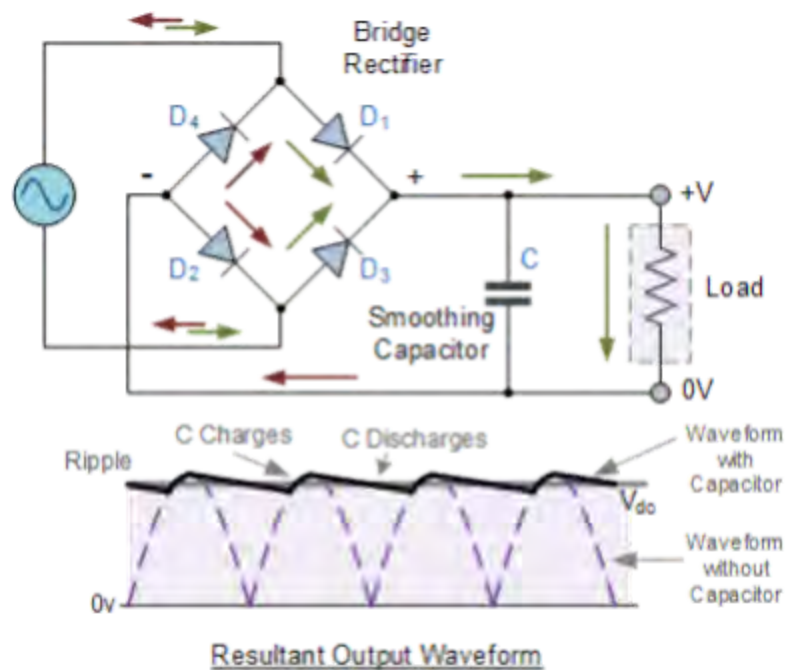 Bridge
Rectifier
D4
D1
-
+
+V
D2
D3
C
Load
Smoothing
Capacitor
0V
C Charges
C Discharges
Waveform
with
Capacitor
Ripple
Vdo
Waveform
without
Capacitor
0v
Resultant Output Waveform